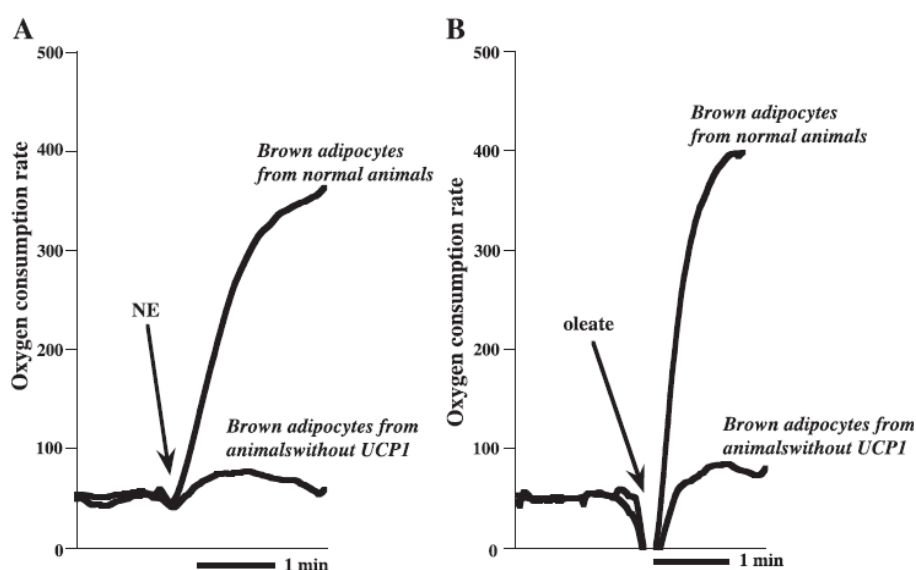 A
Oxygen consumption rate
500
400
300
200
100
0
NE
Brown adipocytes
from normal animals
Brown adipocytes from
animalswithout UCP1
1 min
B
Oxygen consumption rate
500
400
300
200
100
0
oleate
Brown adipocytes
from normal animals
Brown adipocytes from
animalswithout UCP1
1 min